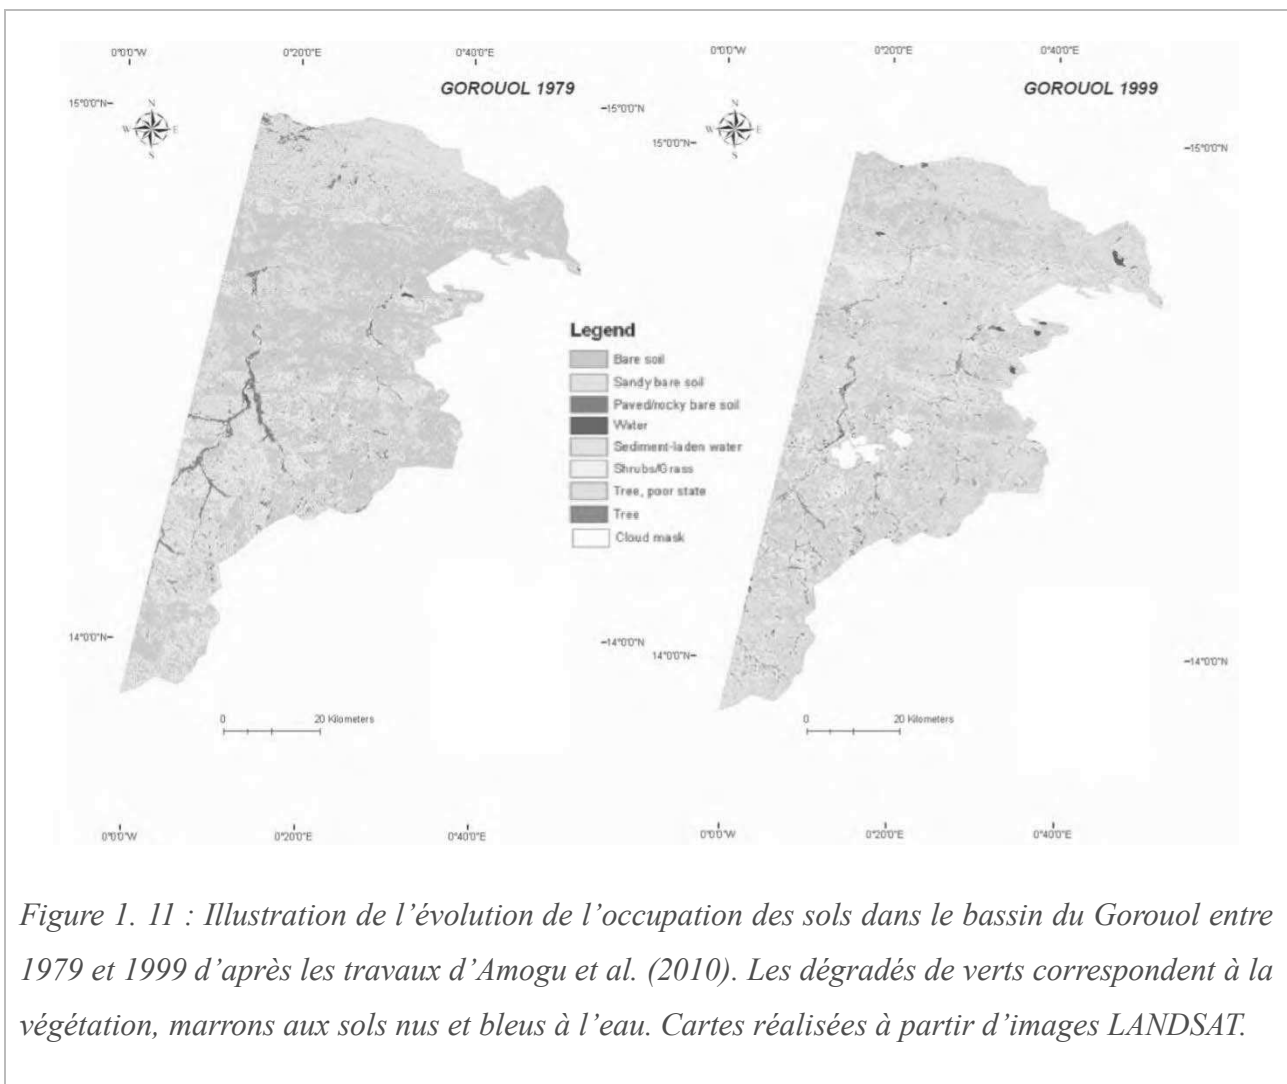 0°0'0"W 0°20'0"E 0°40'0"E
GOROUOL 1979
15°0'0"N
15°0'0"N
N
W E
S
14°0'0"N
14°0'0"N
0 20 Kilometers
0°0'0"W 0°20'0"E 0°40'0"E
Legend
Bare soil
Sandy bare soil
Paved/rocky bare soil
Water
Sediment-laden water
Shrubs/Grass
Tree, poor state
Tree
Cloud mask
0°0'0"W 0°20'0"E 0°40'0"E
GOROUOL 1999
15°0'0"N
15°0'0"N
N
W E
S
14°0'0"N
14°0'0"N
0 20 Kilometers
0°0'0"W 0°20'0"E 0°40'0"E
Figure 1. 11 : Illustration de l’évolution de l’occupation des sols dans le bassin du Gorouol entre
1979 et 1999 d’après les travaux d’Amogu et al. (2010). Les dégradés de verts correspondent à la
végétation, marrons aux sols nus et bleus à l’eau. Cartes réalisées à partir d’images LANDSAT.